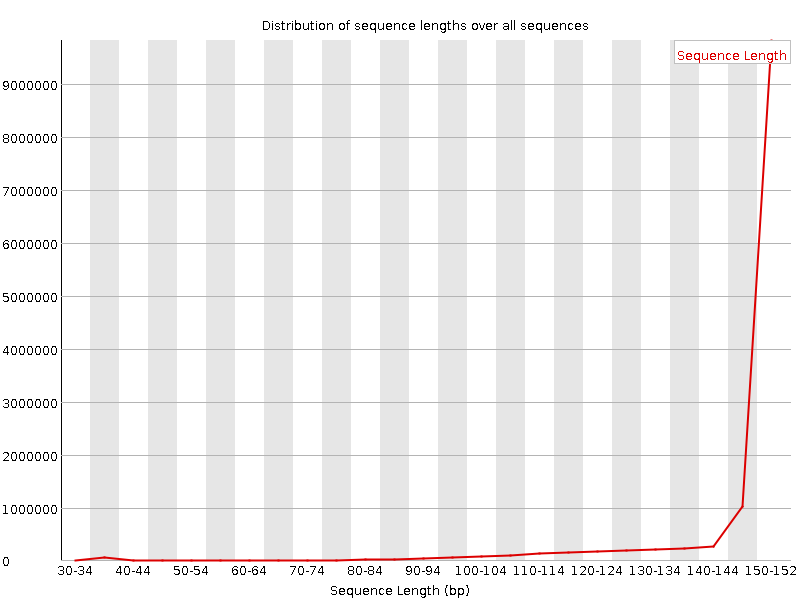 Distribution of sequence lengths over all sequences
Sequence Length
9000000
8000000
7000000
6000000
5000000
4000000
3000000
2000000
1000000
0
30-34 40-44 50-54 60-64 70-74 80-84 90-94 100-104 110-114 120-124 130-134 140-144 150-152
Sequence Length (bp)